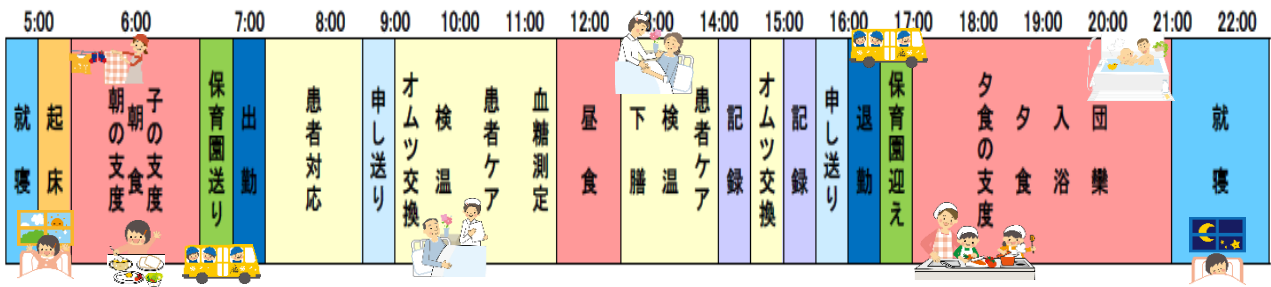 5:00 6:00 7:00 8:00 9:00 10:00 11:00 12:00 13:00 14:00 15:00 16:00 17:00 18:00 19:00 20:00 21:00 22:00
就寝
起床
朝の支度
朝食
子の支度
保育園送り
出勤
患者対応
申し送り
オムツ交換
検温
患者ケア
血糖測定
昼食
下膳
検温
患者ケア
記録
オムツ交換
記録
申し送り
退勤
保育園迎え
夕食の支度
夕食
入浴
団欒
就寝